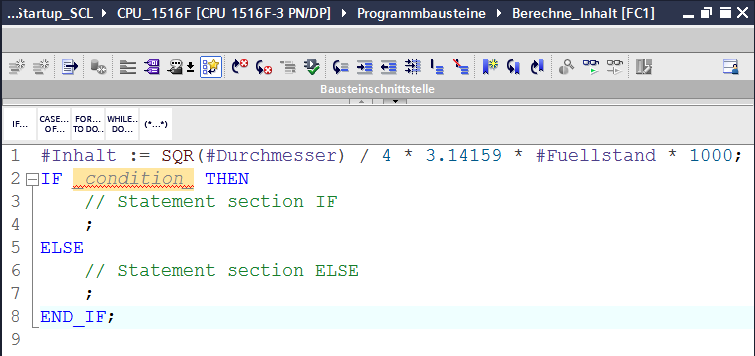 ...Startup_SCL ▸ CPU_1516F [CPU 1516F-3 PN/DP] ▸ Programmbausteine ▸ Berechne_Inhalt [FC1]
Bausteinschnittstelle
IF... CASE... OF... FOR... TO DO... WHILE.. DO... (*...*)
1 #Inhalt := SQR(#Durchmesser) / 4 * 3.14159 * #Fuellstand * 1000;
2 IF _condition_ THEN
3 // Statement section IF
4 ;
5 ELSE
6 // Statement section ELSE
7 ;
8 END_IF;
9